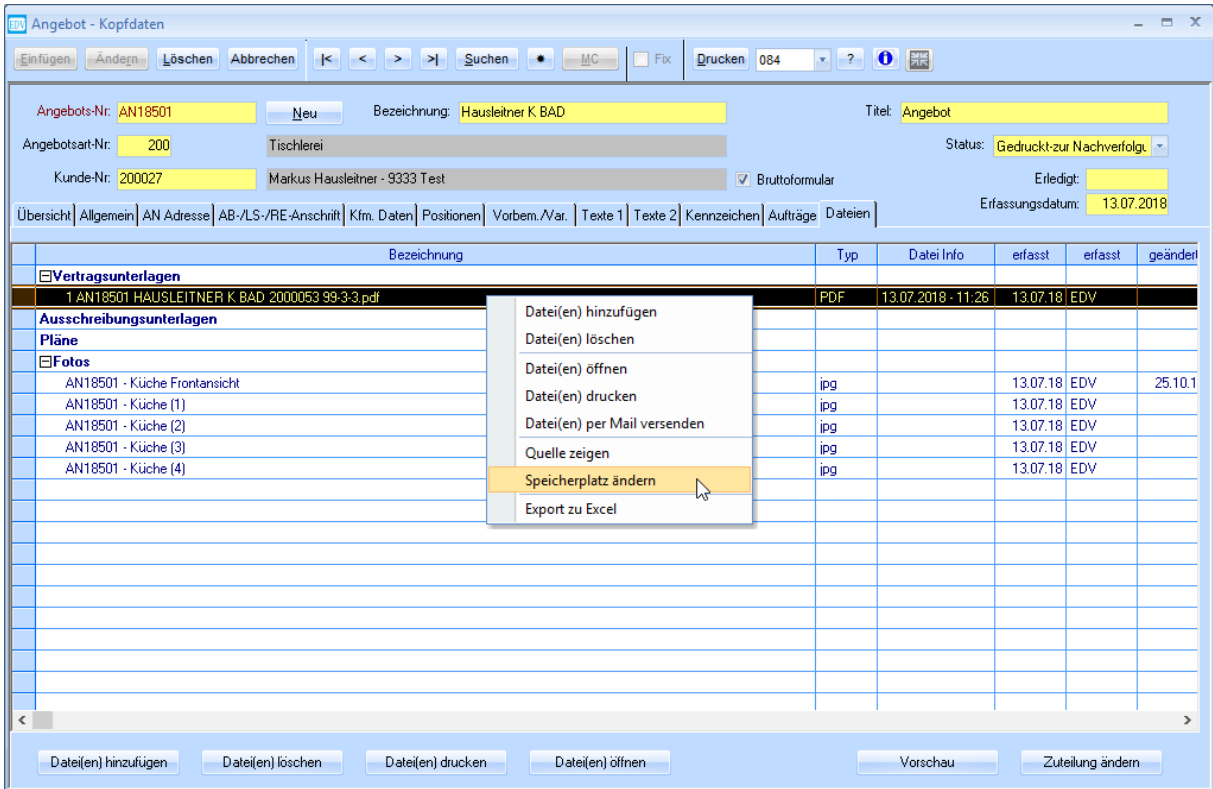 EDV Angebot - Kopfdaten
Einfügen Ändern Löschen Abbrechen |< < > >| Suchen * MC Fix Drucken 084 ? i
Angebots-Nr: AN18501 Neu Bezeichnung: Hausleitner K BAD Titel: Angebot
Angebotsart-Nr: 200 Tischlerei Status: Gedruckt-zur Nachverfolgu
Kunde-Nr: 200027 Markus Hausleitner - 9333 Test Bruttoformular Erledigt:
Erfassungsdatum: 13.07.2018
Übersicht Allgemein AN Adresse AB-/LS-/RE-Anschrift Kfm. Daten Positionen Vorbem./Var. Texte 1 Texte 2 Kennzeichen Aufträge Dateien
Bezeichnung Typ Datei Info erfasst erfasst geändert
Vertragsunterlagen
1 AN18501 HAUSLEITNER K BAD 2000053 99-3-3.pdf PDF 13.07.2018 - 11:26 13.07.18 EDV
Ausschreibungsunterlagen
Pläne
Fotos
AN18501 - Küche Frontansicht jpg 13.07.18 EDV 25.10.1
AN18501 - Küche (1) jpg 13.07.18 EDV
AN18501 - Küche (2) jpg 13.07.18 EDV
AN18501 - Küche (3) jpg 13.07.18 EDV
AN18501 - Küche (4) jpg 13.07.18 EDV
Datei(en) hinzufügen
Datei(en) löschen
Datei(en) öffnen
Datei(en) drucken
Datei(en) per Mail versenden
Quelle zeigen
Speicherplatz ändern
Export zu Excel
Datei(en) hinzufügen Datei(en) löschen Datei(en) drucken Datei(en) öffnen Vorschau Zuteilung ändern